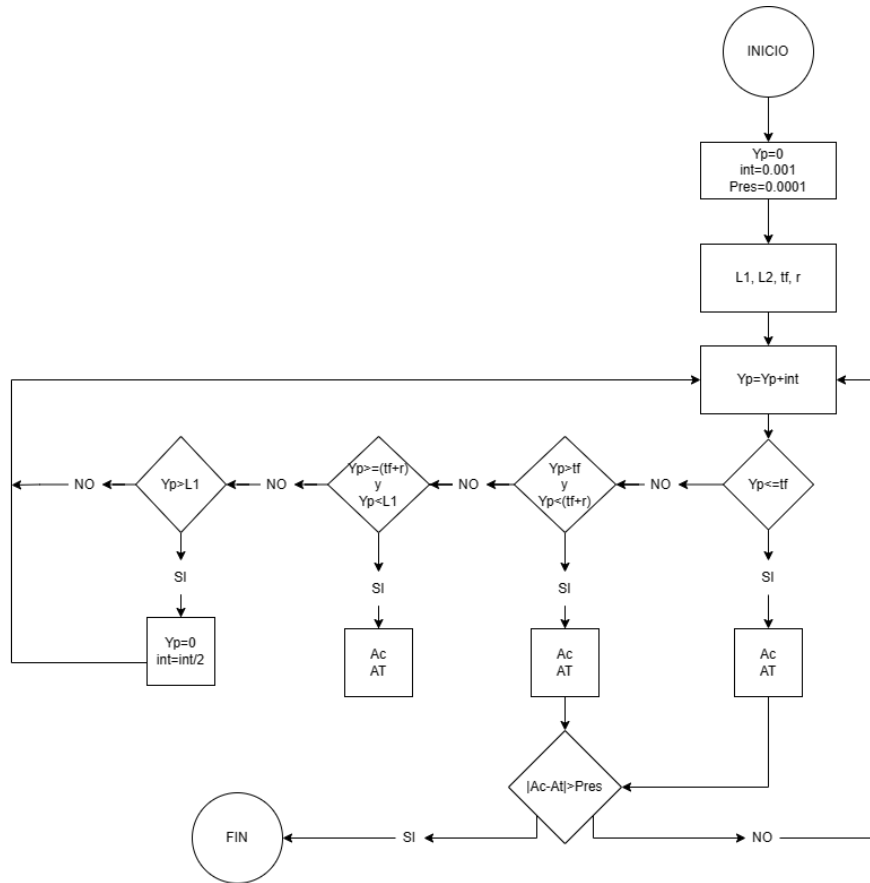 INICIO
Yp=0
int=0.001
Pres=0.0001
L1, L2, tf, r
Yp=Yp+int
NO
Yp>L1
NO
Yp>=(tf+r)
y
Yp<L1
NO
Yp>tf
y
Yp<(tf+r)
NO
Yp<=tf
SI
SI
SI
SI
Yp=0
int=int/2
Ac
AT
Ac
AT
Ac
AT
|Ac-At|>Pres
FIN
SI
NO